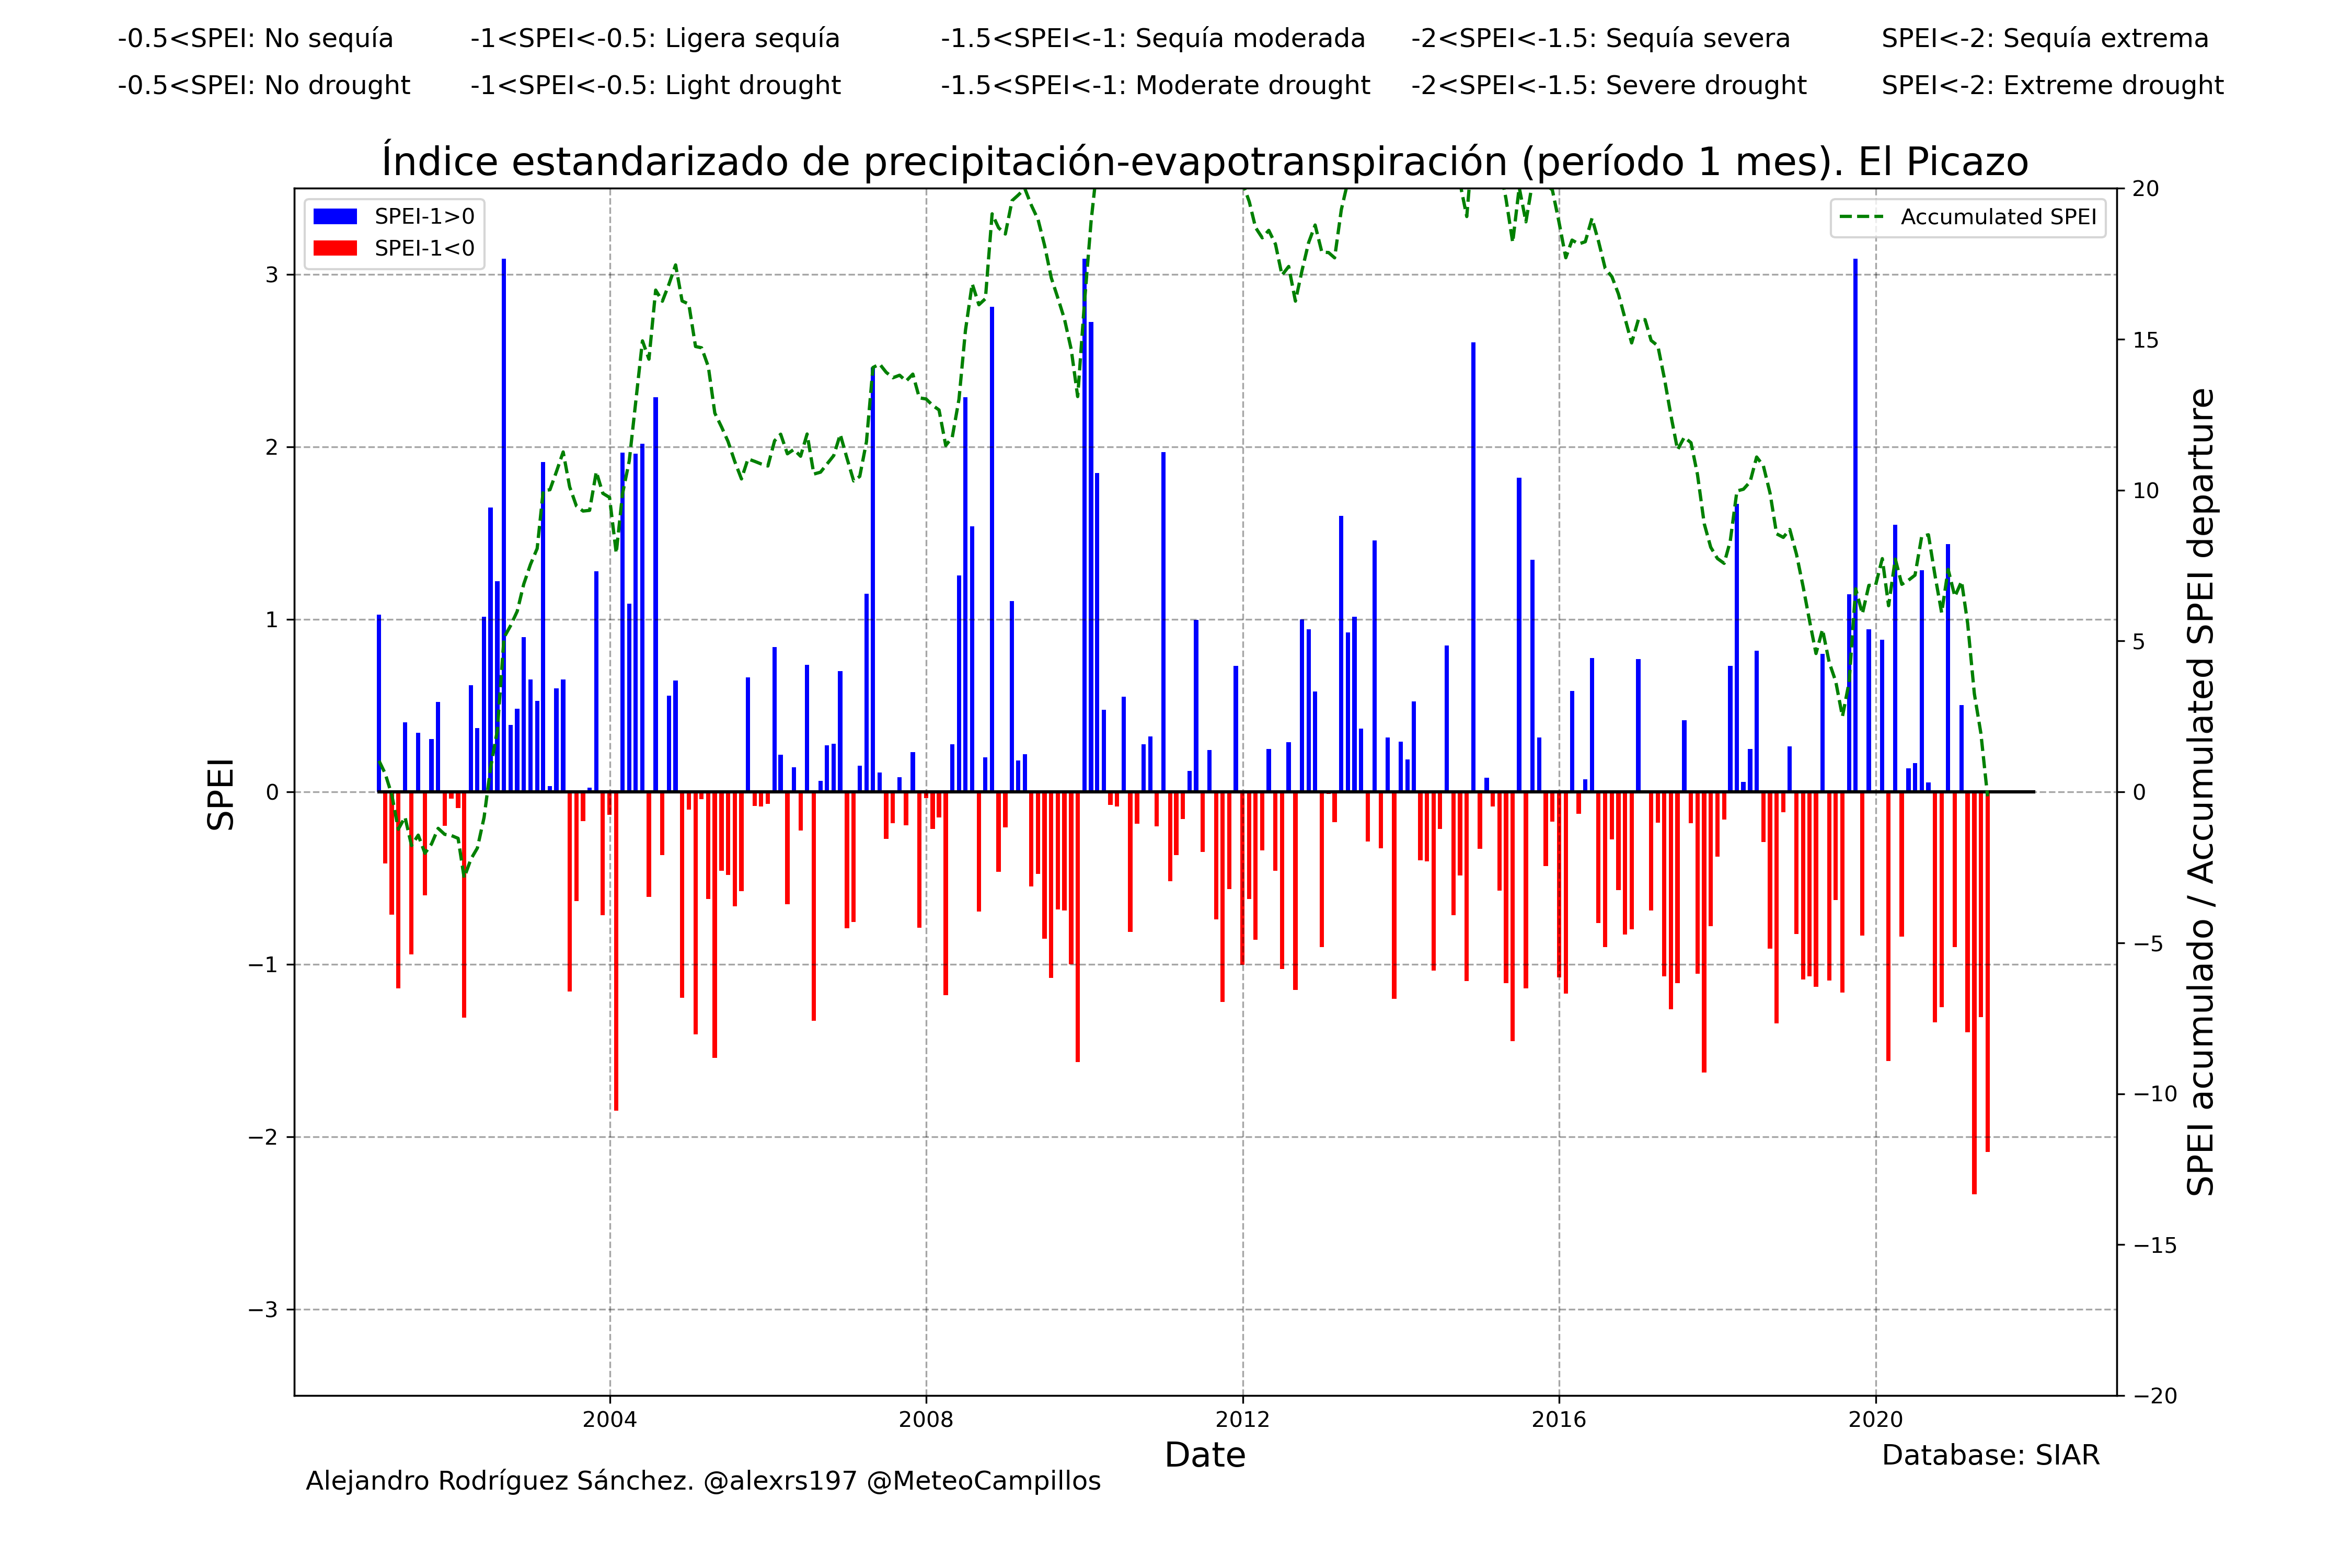 -0.5<SPEI: No sequía -1<SPEI<-0.5: Ligera sequía -1.5<SPEI<-1: Sequía moderada -2<SPEI<-1.5: Sequía severa SPEI<-2: Sequía extrema
-0.5<SPEI: No drought -1<SPEI<-0.5: Light drought -1.5<SPEI<-1: Moderate drought -2<SPEI<-1.5: Severe drought SPEI<-2: Extreme drought
Índice estandarizado de precipitación-evapotranspiración (período 1 mes). El Picazo
SPEI-1>0
SPEI-1<0
Accumulated SPEI
SPEI
3
2
1
0
−1
−2
−3
20
15
10
5
0
−5
−10
−15
−20
SPEI acumulado / Accumulated SPEI departure
2004 2008 2012 2016 2020
Date
Database: SIAR
Alejandro Rodríguez Sánchez. @alexrs197 @MeteoCampillos